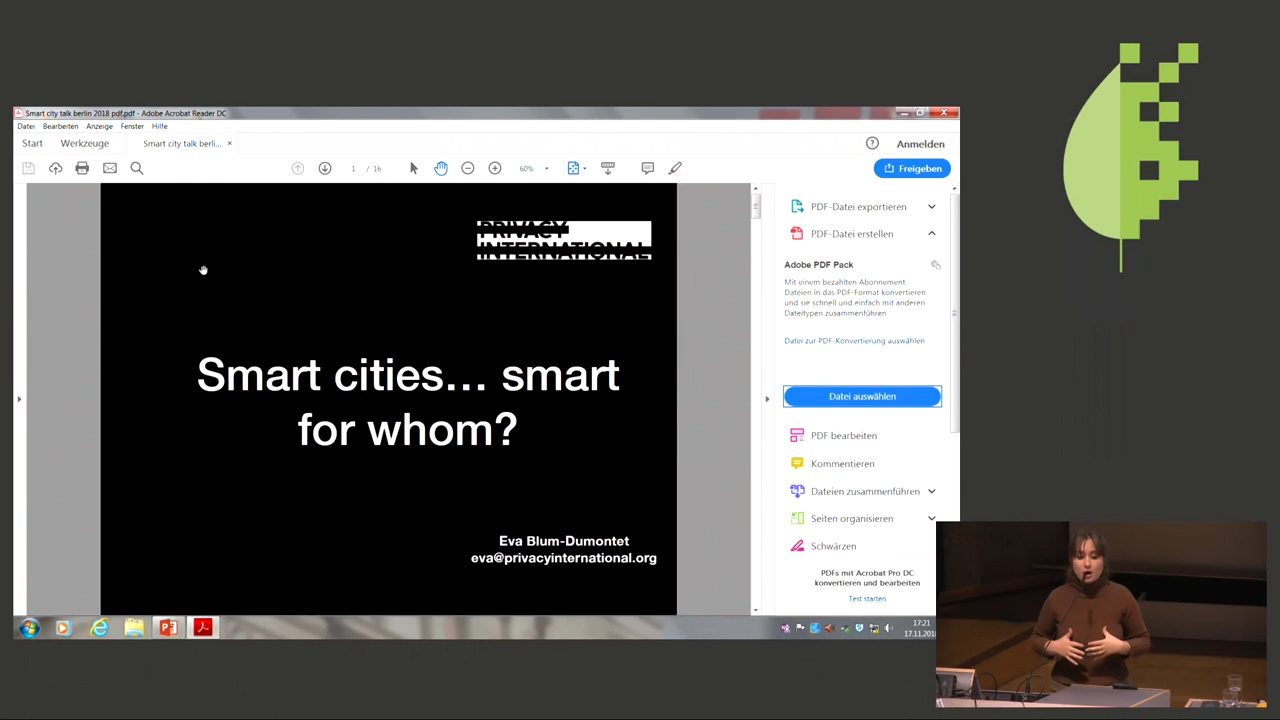 Smart city talk berlin 2018 pdf.pdf - Adobe Acrobat Reader DC
Datei Bearbeiten Anzeige Fenster Hilfe
Start Werkzeuge Smart city talk berli... × Anmelden
1 / 16 60% Freigeben
PRIVACY
INTERNATIONAL
Smart cities... smart
for whom?
Eva Blum-Dumontet
eva@privacyinternational.org
PDF-Datei exportieren
PDF-Datei erstellen
Adobe PDF Pack
Mit einem bezahlten Abonnement
Dateien in das PDF-Format konvertieren
und sie schnell und einfach mit anderen
Dateitypen zusammenführen
Datei zur PDF-Konvertierung auswählen
Datei auswählen
PDF bearbeiten
Kommentieren
Dateien zusammenführen
Seiten organisieren
Schwärzen
PDFs mit Acrobat Pro DC
konvertieren und bearbeiten
Test starten
17:21
17.11.2018